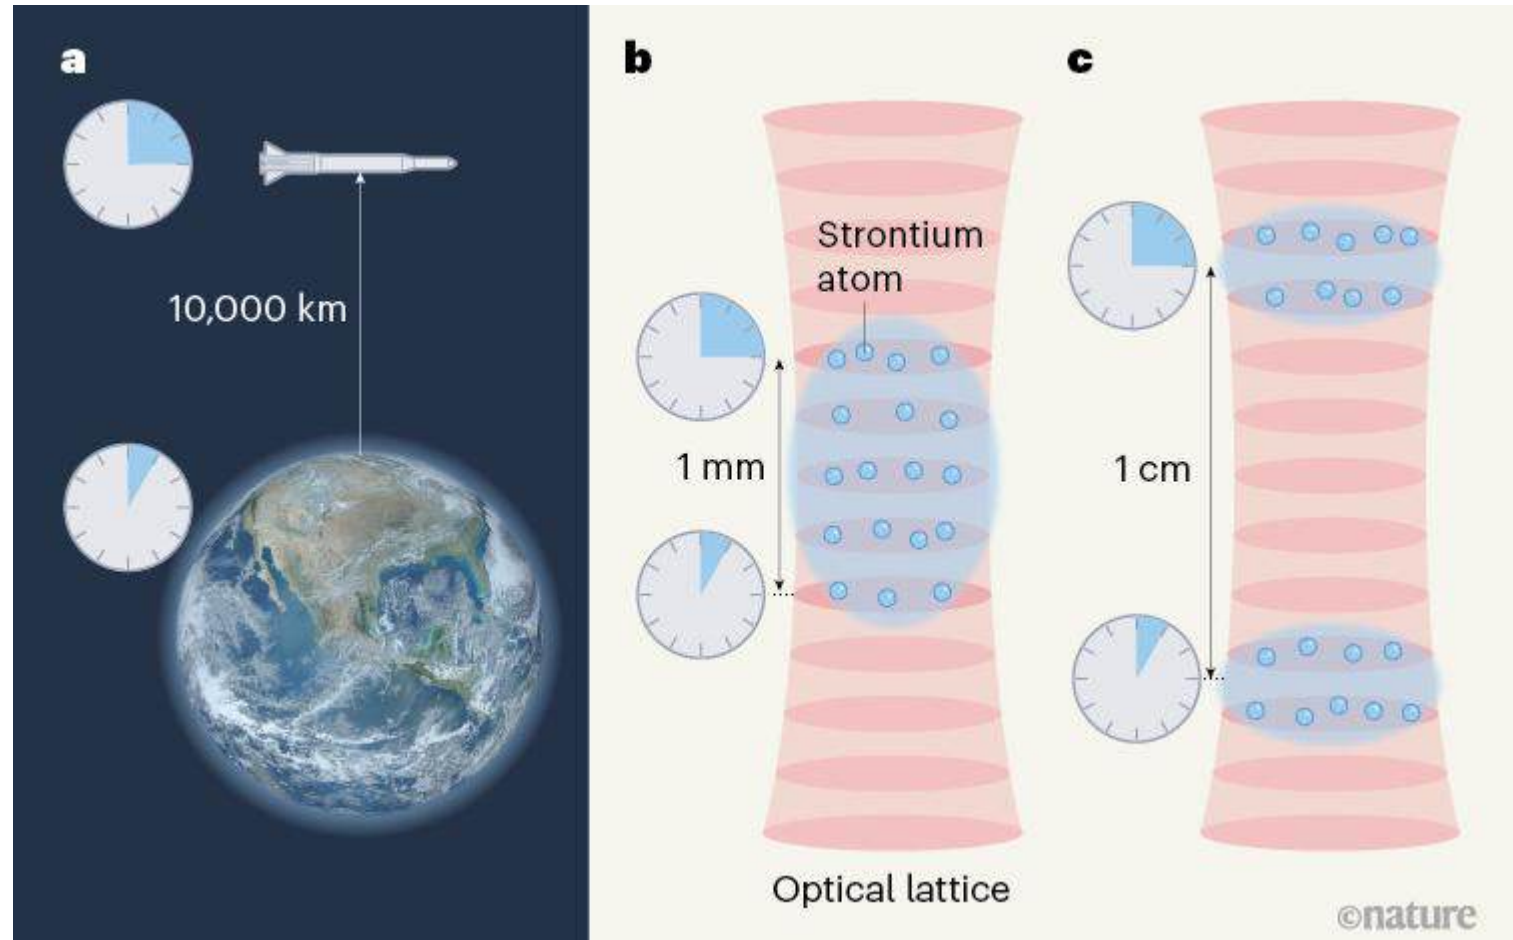 a
10,000 km
b
Strontium
atom
1 mm
Optical lattice
c
1 cm
©nature